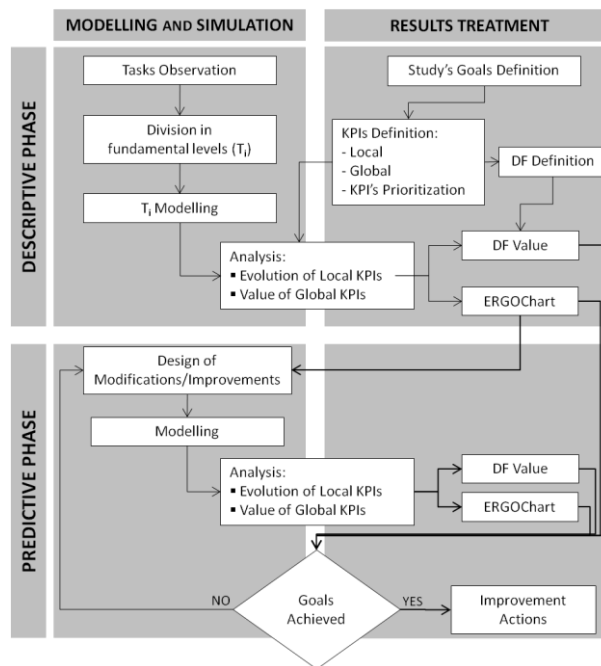 MODELLING AND SIMULATION
RESULTS TREATMENT
DESCRIPTIVE PHASE
Tasks Observation
Division in
fundamental levels (Ti)
Ti Modelling
Study's Goals Definition
KPIs Definition:
- Local
- Global
- KPI's Prioritization
DF Definition
Analysis:
▪ Evolution of Local KPIs
▪ Value of Global KPIs
DF Value
ERGOChart
PREDICTIVE PHASE
Design of
Modifications/Improvements
Modelling
Analysis:
▪ Evolution of Local KPIs
▪ Value of Global KPIs
DF Value
ERGOChart
NO
Goals
Achieved
YES
Improvement
Actions